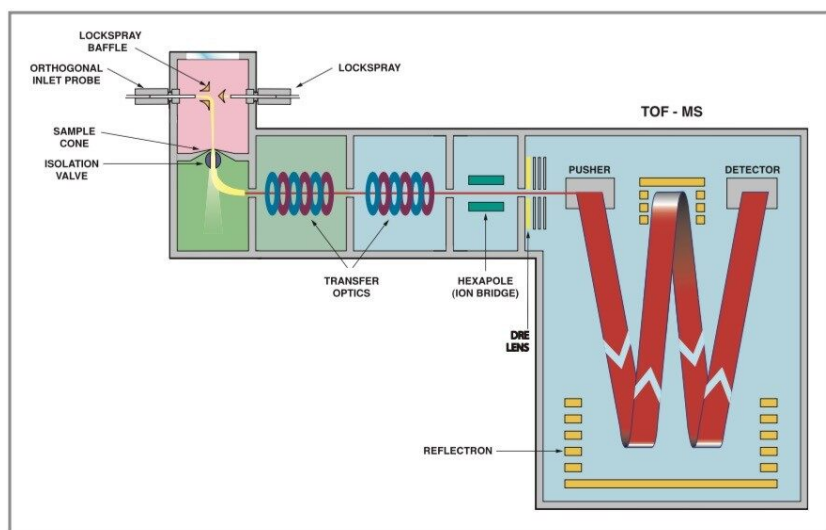 LOCKSPRAY
BAFFLE
ORTHOGONAL
INLET PROBE
LOCKSPRAY
SAMPLE
CONE
ISOLATION
VALVE
TOF - MS
PUSHER
DETECTOR
TRANSFER
OPTICS
HEXAPOLE
(ION BRIDGE)
DRE
LENS
REFLECTRON